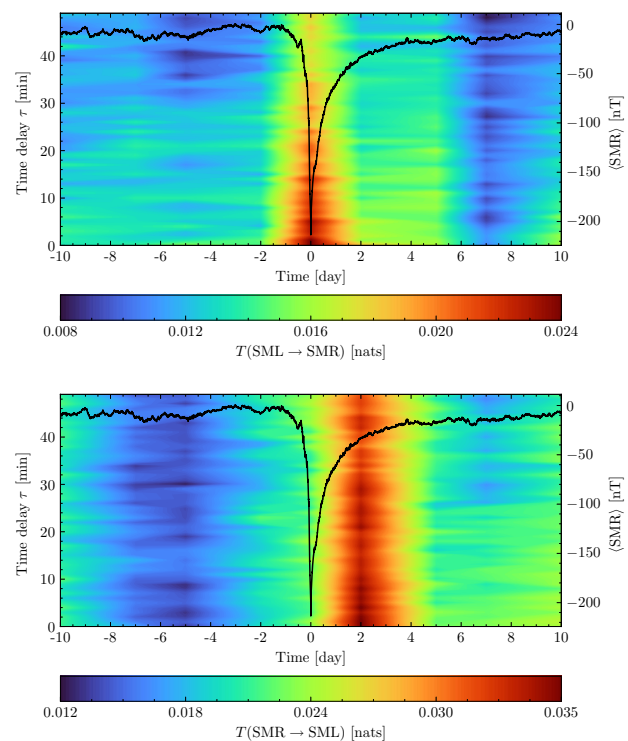 40
30
20
10
0
Time delay τ [min]
0
−50
−100
−150
−200
⟨SMR⟩ [nT]
-10 -8 -6 -4 -2 0 2 4 6 8 10
Time [day]
0.008 0.012 0.016 0.020 0.024
T(SML → SMR) [nats]
40
30
20
10
0
Time delay τ [min]
0
−50
−100
−150
−200
⟨SMR⟩ [nT]
-10 -8 -6 -4 -2 0 2 4 6 8 10
Time [day]
0.012 0.018 0.024 0.030 0.035
T(SMR → SML) [nats]